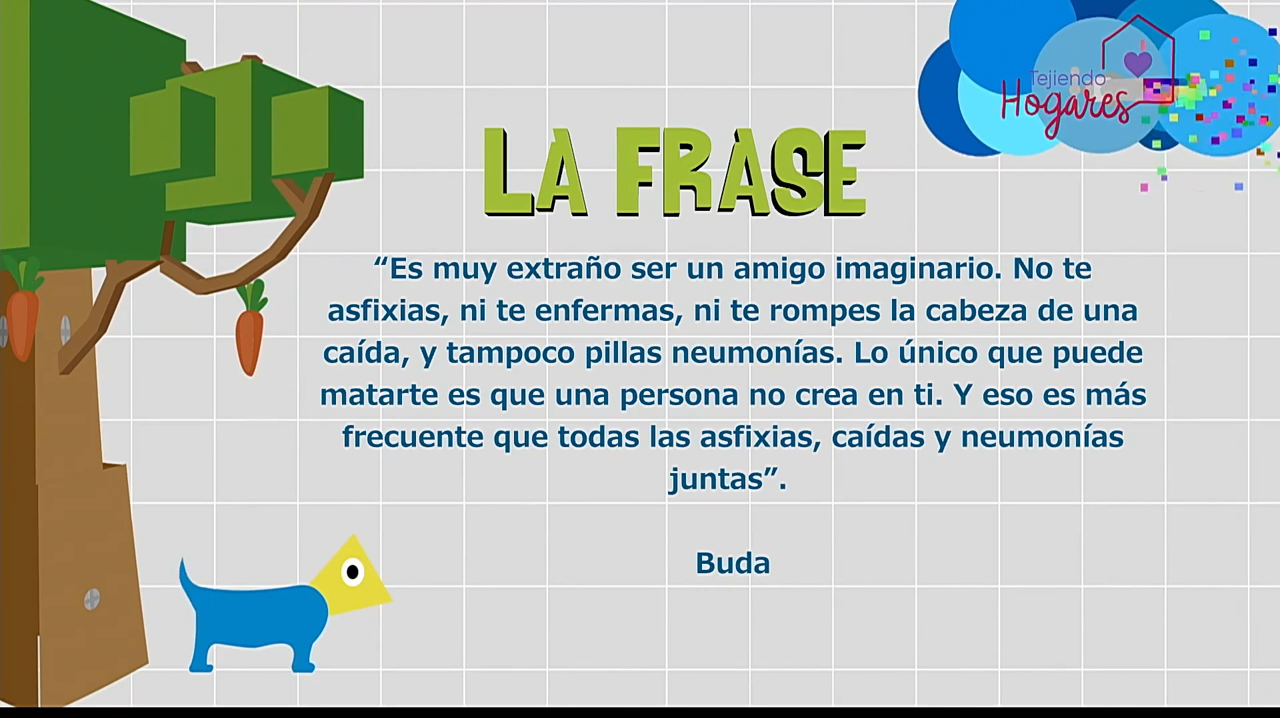 Tejiendo
Hogares
LA FRASE
“Es muy extraño ser un amigo imaginario. No te
asfixias, ni te enfermas, ni te rompes la cabeza de una
caída, y tampoco pillas neumonías. Lo único que puede
matarte es que una persona no crea en ti. Y eso es más
frecuente que todas las asfixias, caídas y neumonías
juntas”.
Buda